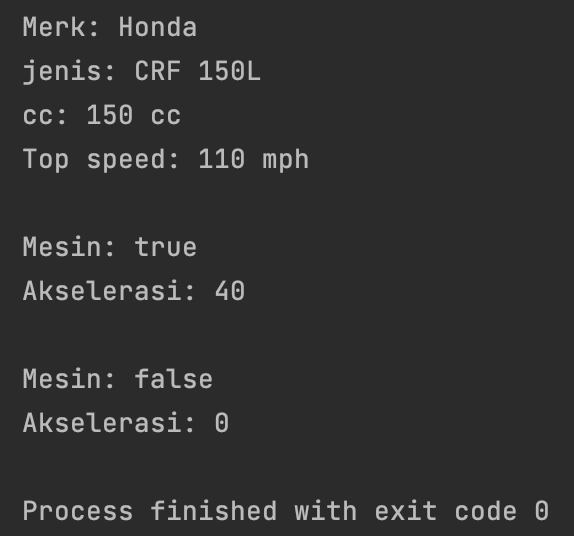 Merk: Honda
jenis: CRF 150L
cc: 150 cc
Top speed: 110 mph
Mesin: true
Akselerasi: 40
Mesin: false
Akselerasi: 0
Process finished with exit code 0